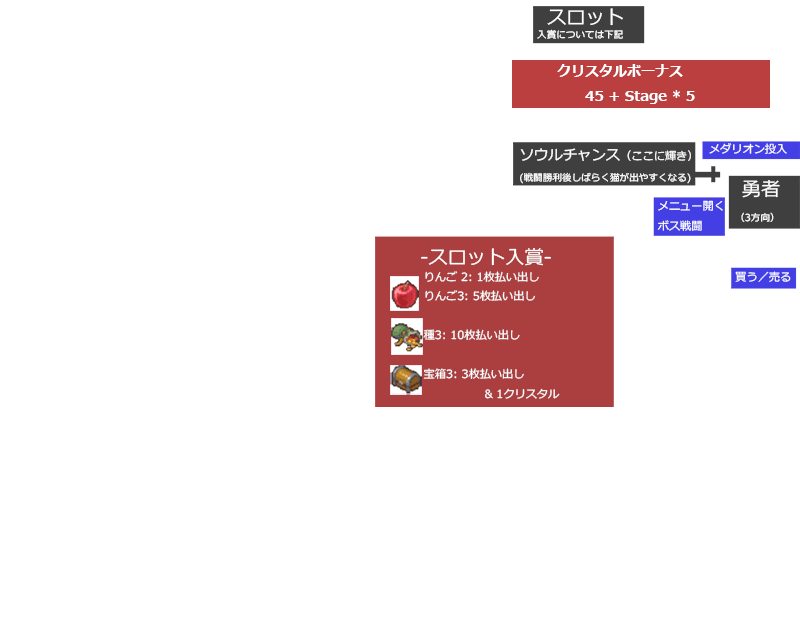 スロット
入賞については下記
クリスタルボーナス
45 + Stage * 5
ソウルチャンス（ここに輝き）
(戦闘勝利後しばらく猫が出やすくなる)
メダリオン投入
勇者
(3方向)
メニュー開く
ボス戦闘
買う／売る
-スロット入賞-
りんご 2: 1枚払い出し
りんご3: 5枚払い出し
種3: 10枚払い出し
宝箱3: 3枚払い出し
& 1クリスタル